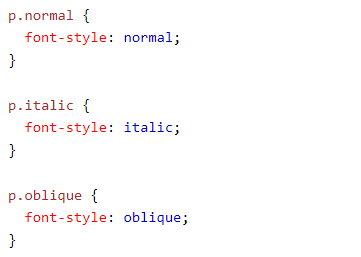 p.normal {
  font-style: normal;
}

p.italic {
  font-style: italic;
}

p.oblique {
  font-style: oblique;
}